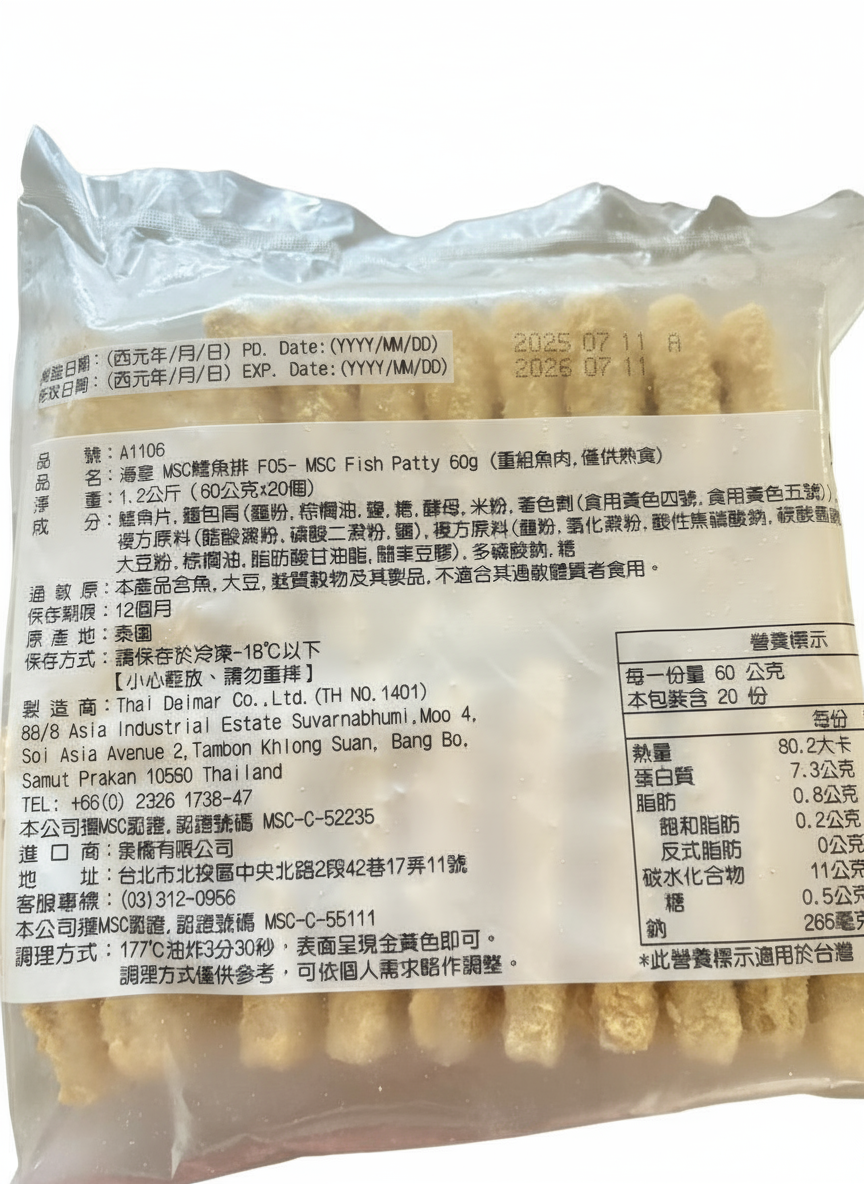 日期：(西元年/月/日) PD. Date:(YYYY/MM/DD) 2025 07 11 A
日期：(西元年/月/日) EXP. Date:(YYYY/MM/DD) 2026 07 11
品 號：A1106
品 名： MSC鱈魚排 F05- MSC Fish Patty 60g (重組魚肉,僅供熟食)
淨 重：1.2公斤 (60公克x20個)
成 分：鱈魚片,麵包屑(麵粉,棕櫚油,鹽,糖,酵母,米粉,著色劑(食用黃色四號,食用黃色五號)),
複方原料(醋酸澱粉,磷酸二澱粉,鹽),複方原料(麵粉,氧化澱粉,酸性焦磷酸鈉,
大豆粉,棕櫚油,脂肪酸甘油脂,關華豆膠),多磷酸鈉,糖
過 敏 原：本產品含魚,大豆,麩質穀物及其製品,不適合其過敏體質者食用。
保存期限：12個月
原 產 地：泰國
保存方式：請保存於冷凍-18℃以下
【小心輕放、請勿重摔】
製 造 商：Thai Delmar Co.,Ltd.(TH NO.1401)
88/8 Asia Industrial Estate Suvarnabhumi,Moo 4,
Soi Asia Avenue 2,Tambon Khlong Suan, Bang Bo,
Samut Prakan 10560 Thailand
TEL: +66(0) 2326 1738-47
本公司獲MSC認證,認證號碼 MSC-C-52235
進 口 商：泉僑有限公司
地 址：台北市北投區中央北路2段42巷17弄11號
客服專線：(03)312-0956
本公司獲MSC認證,認證號碼 MSC-C-55111
調理方式：177℃油炸3分30秒，表面呈現金黃色即可。
調理方式僅供參考，可依個人需求略作調整。
營養標示
每一份量 60 公克
本包裝含 20 份
每份
熱量 80.2大卡
蛋白質 7.3公克
脂肪 0.8公克
飽和脂肪 0.2公克
反式脂肪 0公克
碳水化合物 11公克
糖 0.5公克
鈉 265毫克
*此營養標示適用於台灣